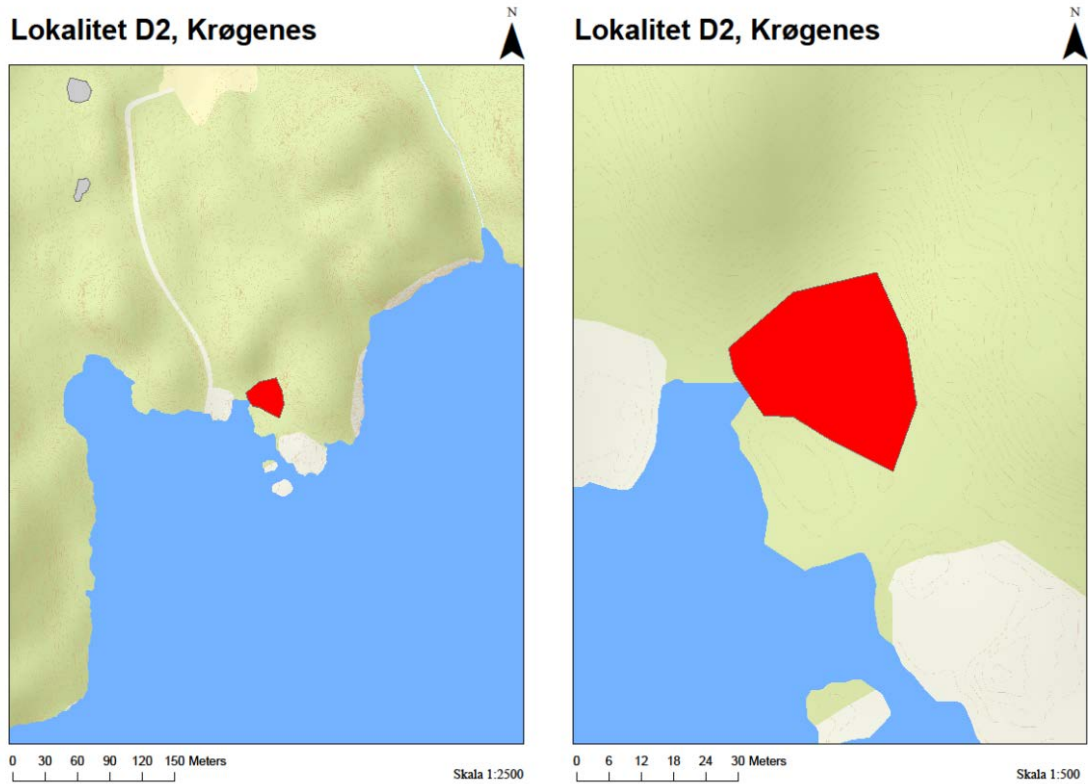 Lokalitet D2, Krøgenes
N
0 30 60 90 120 150 Meters
Skala 1:2500
Lokalitet D2, Krøgenes
N
0 6 12 18 24 30 Meters
Skala 1:500